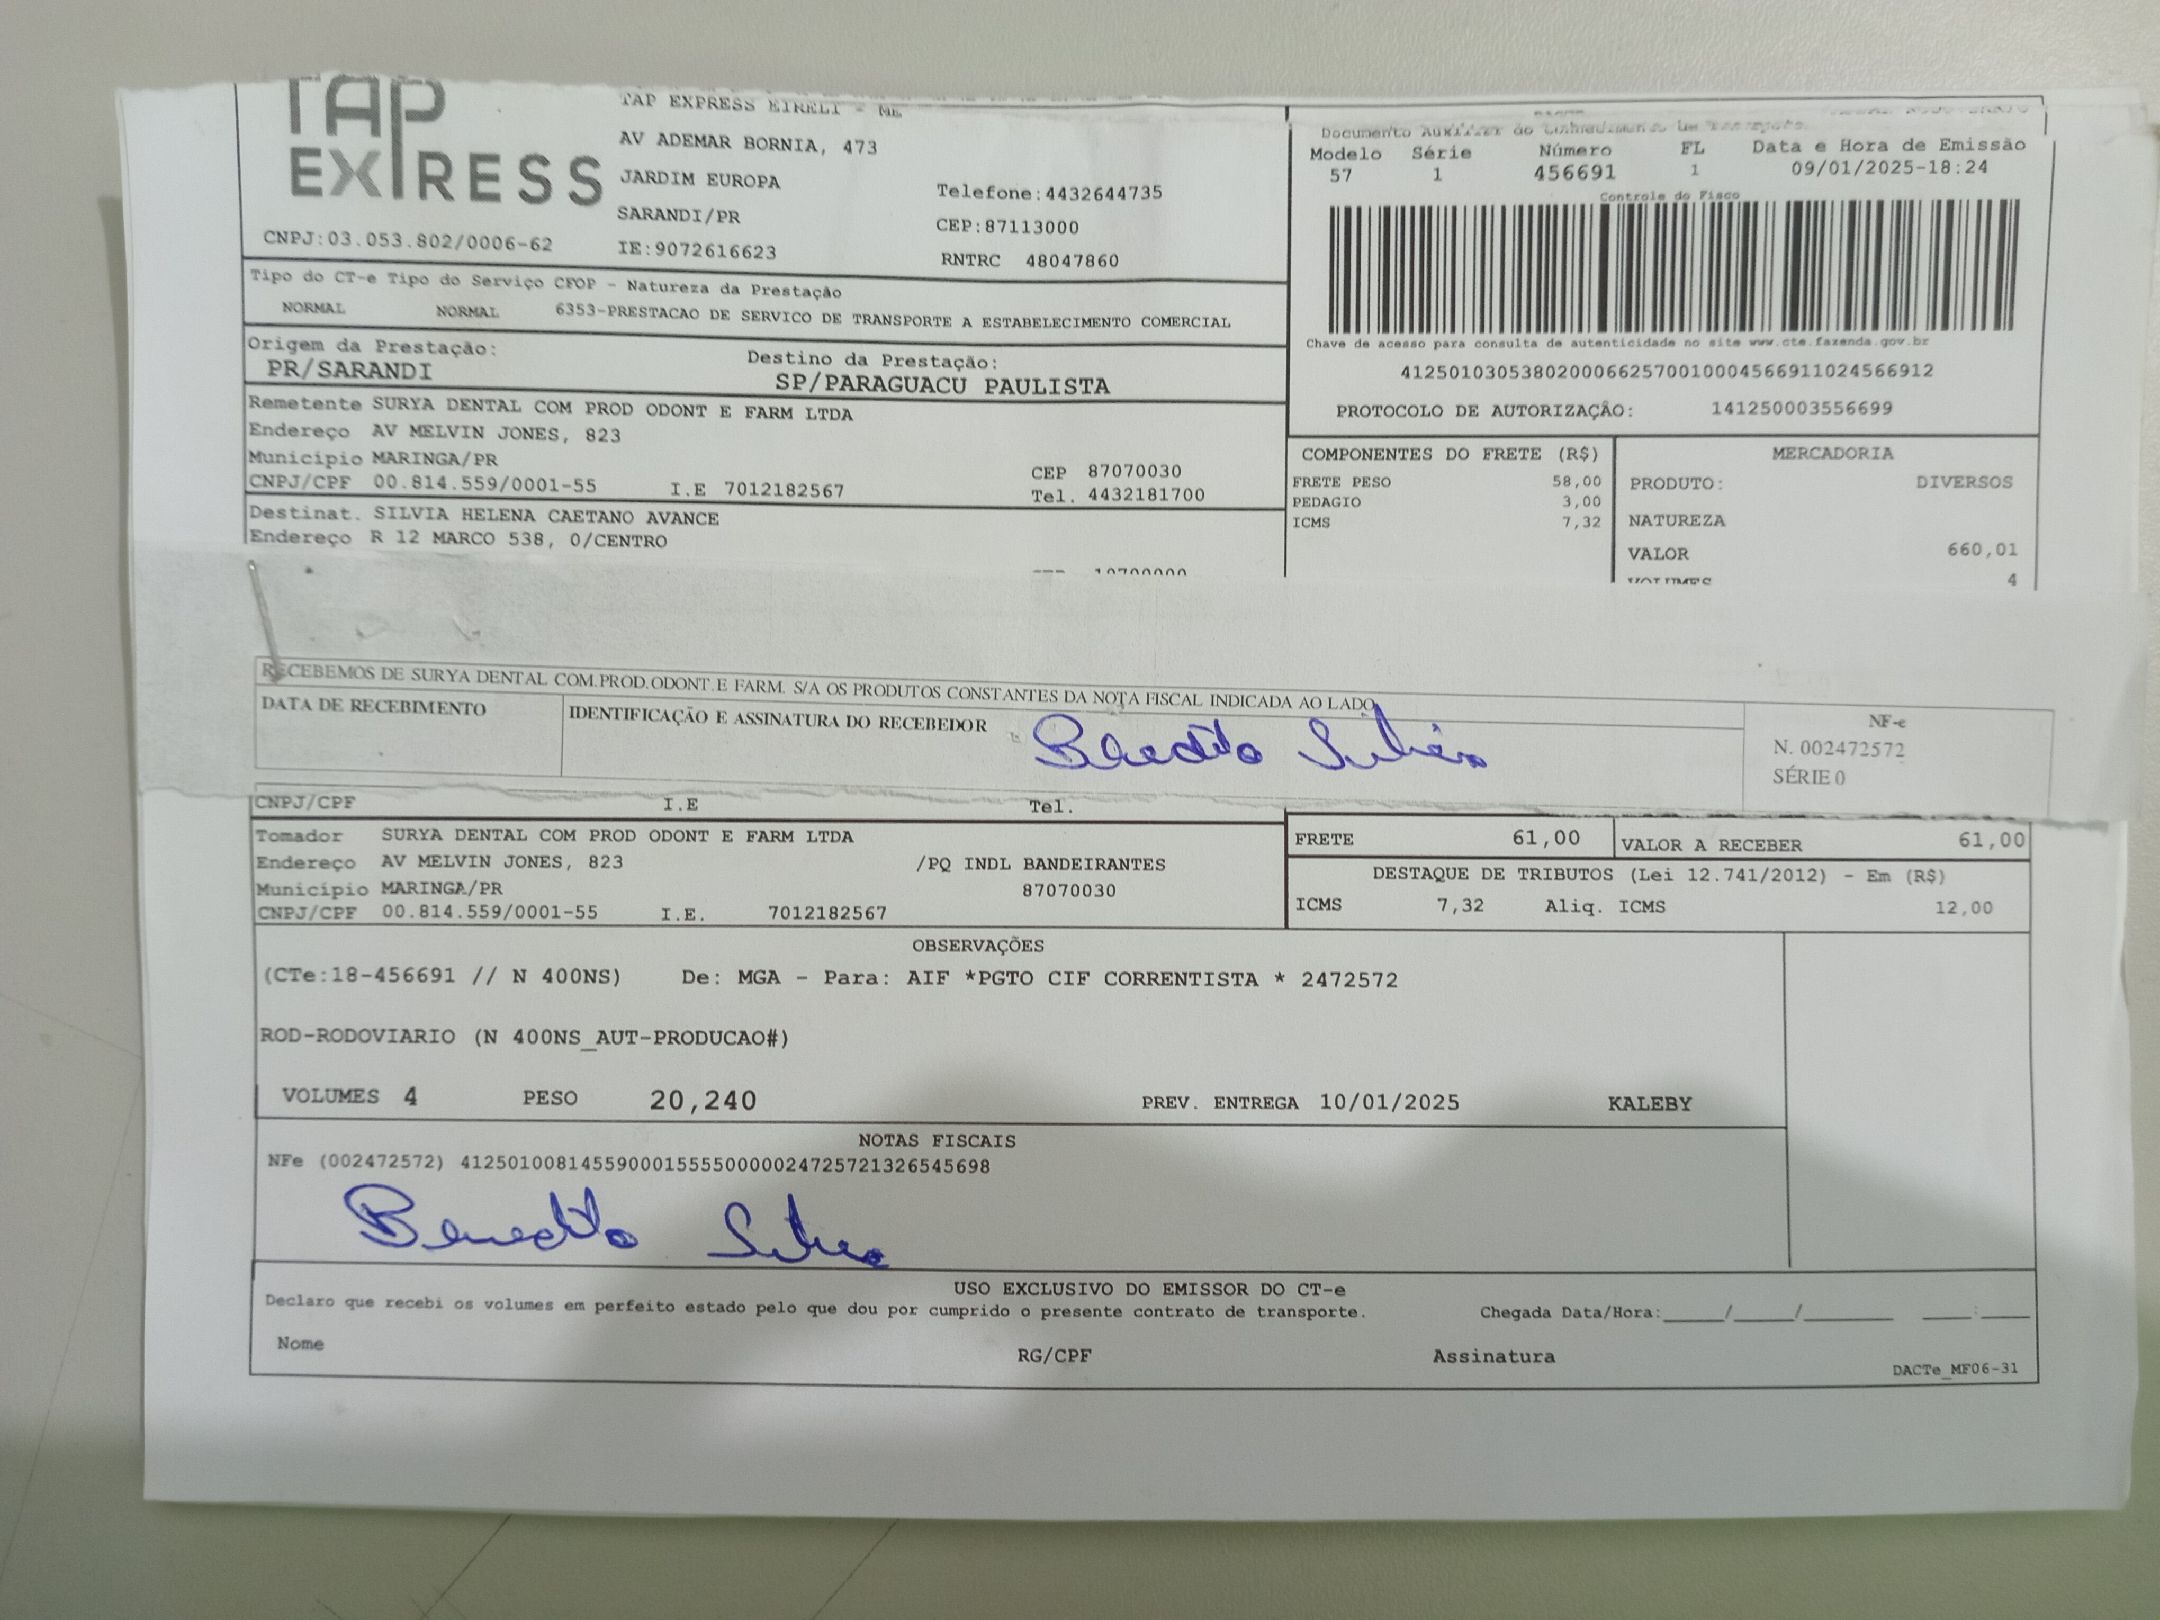 TAP
EXPRESS
TAP EXPRESS EIRELI - ME
AV ADEMAR BORNIA, 473
JARDIM EUROPA
SARANDI/PR
Telefone:4432644735
CEP:87113000
CNPJ:03.053.802/0006-62
IE:9072616623
RNTRC 48047860
Documento Auxiliar do Conhecimento de Transporte
Modelo Série Número FL Data e Hora de Emissão
57 1 456691 1 09/01/2025-18:24
Controle do Fisco
Chave de acesso para consulta de autenticidade no site www.cte.fazenda.gov.br
41250103053802000662570010004566911024566912
PROTOCOLO DE AUTORIZAÇÃO: 141250003556699
Tipo do CT-e Tipo do Serviço CFOP - Natureza da Prestação
NORMAL NORMAL 6353-PRESTACAO DE SERVICO DE TRANSPORTE A ESTABELECIMENTO COMERCIAL
Origem da Prestação: Destino da Prestação:
PR/SARANDI SP/PARAGUACU PAULISTA
Remetente SURYA DENTAL COM PROD ODONT E FARM LTDA
Endereço AV MELVIN JONES, 823
Município MARINGA/PR CEP 87070030
CNPJ/CPF 00.814.559/0001-55 I.E 7012182567 Tel. 4432181700
Destinat. SILVIA HELENA CAETANO AVANCE
Endereço R 12 MARCO 538, 0/CENTRO
COMPONENTES DO FRETE (R$)
FRETE PESO 58,00
PEDAGIO 3,00
ICMS 7,32
MERCADORIA
PRODUTO: DIVERSOS
NATUREZA
VALOR 660,01
VOLUMES 4
RECEBEMOS DE SURYA DENTAL COM.PROD.ODONT.E FARM. S/A OS PRODUTOS CONSTANTES DA NOTA FISCAL INDICADA AO LADO
DATA DE RECEBIMENTO IDENTIFICAÇÃO E ASSINATURA DO RECEBEDOR
Benedito
NF-e
N. 002472572
SÉRIE 0
CNPJ/CPF I.E Tel.
Tomador SURYA DENTAL COM PROD ODONT E FARM LTDA
Endereço AV MELVIN JONES, 823 /PQ INDL BANDEIRANTES
Município MARINGA/PR 87070030
CNPJ/CPF 00.814.559/0001-55 I.E. 7012182567
FRETE 61,00 VALOR A RECEBER 61,00
DESTAQUE DE TRIBUTOS (Lei 12.741/2012) - Em (R$)
ICMS 7,32 Aliq. ICMS 12,00
OBSERVAÇÕES
(CTe:18-456691 // N 400NS) De: MGA - Para: AIF *PGTO CIF CORRENTISTA * 2472572
ROD-RODOVIARIO (N 400NS_AUT-PRODUCAO#)
VOLUMES 4 PESO 20,240 PREV. ENTREGA 10/01/2025 KALEBY
NOTAS FISCAIS
NFe (002472572) 41250100814559000155550000024725721326545698
Benedito
USO EXCLUSIVO DO EMISSOR DO CT-e
Declaro que recebi os volumes em perfeito estado pelo que dou por cumprido o presente contrato de transporte. Chegada Data/Hora:_____/_____/_______ ____:____
Nome RG/CPF Assinatura
DACTe_MF06-31